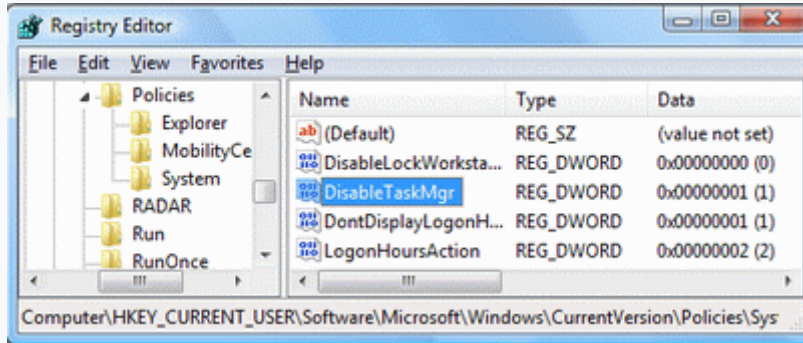 Registry Editor
File Edit View Favorites Help
Policies
Explorer
MobilityCe
System
RADAR
Run
RunOnce
Name Type Data
ab (Default) REG_SZ (value not set)
DisableLockWorksta... REG_DWORD 0x00000000 (0)
DisableTaskMgr REG_DWORD 0x00000001 (1)
DontDisplayLogonH... REG_DWORD 0x00000001 (1)
LogonHoursAction REG_DWORD 0x00000002 (2)
Computer\HKEY_CURRENT_USER\Software\Microsoft\Windows\CurrentVersion\Policies\Sys